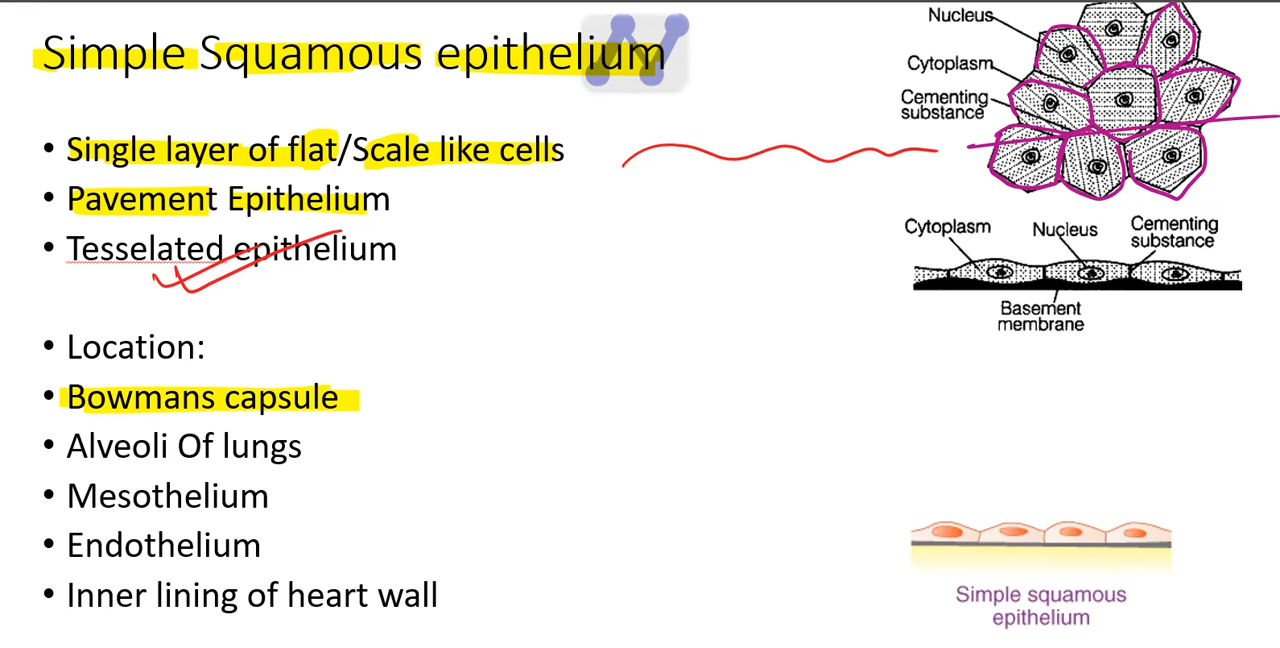 Simple Squamous epithelium
• Single layer of flat/Scale like cells
• Pavement Epithelium
• Tesselated epithelium
• Location:
• Bowmans capsule
• Alveoli Of lungs
• Mesothelium
• Endothelium
• Inner lining of heart wall
Nucleus
Cytoplasm
Cementing
substance
Cytoplasm
Nucleus
Cementing
substance
Basement
membrane
Simple squamous
epithelium